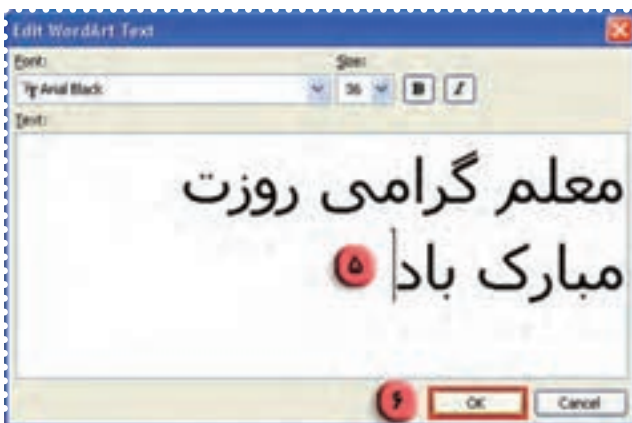 Edit WordArt Text
Font:
Size:
Arial Black
36
B
I
Text:
معلم گرامی روزت
مبارک باد
۵
۶
OK
Cancel